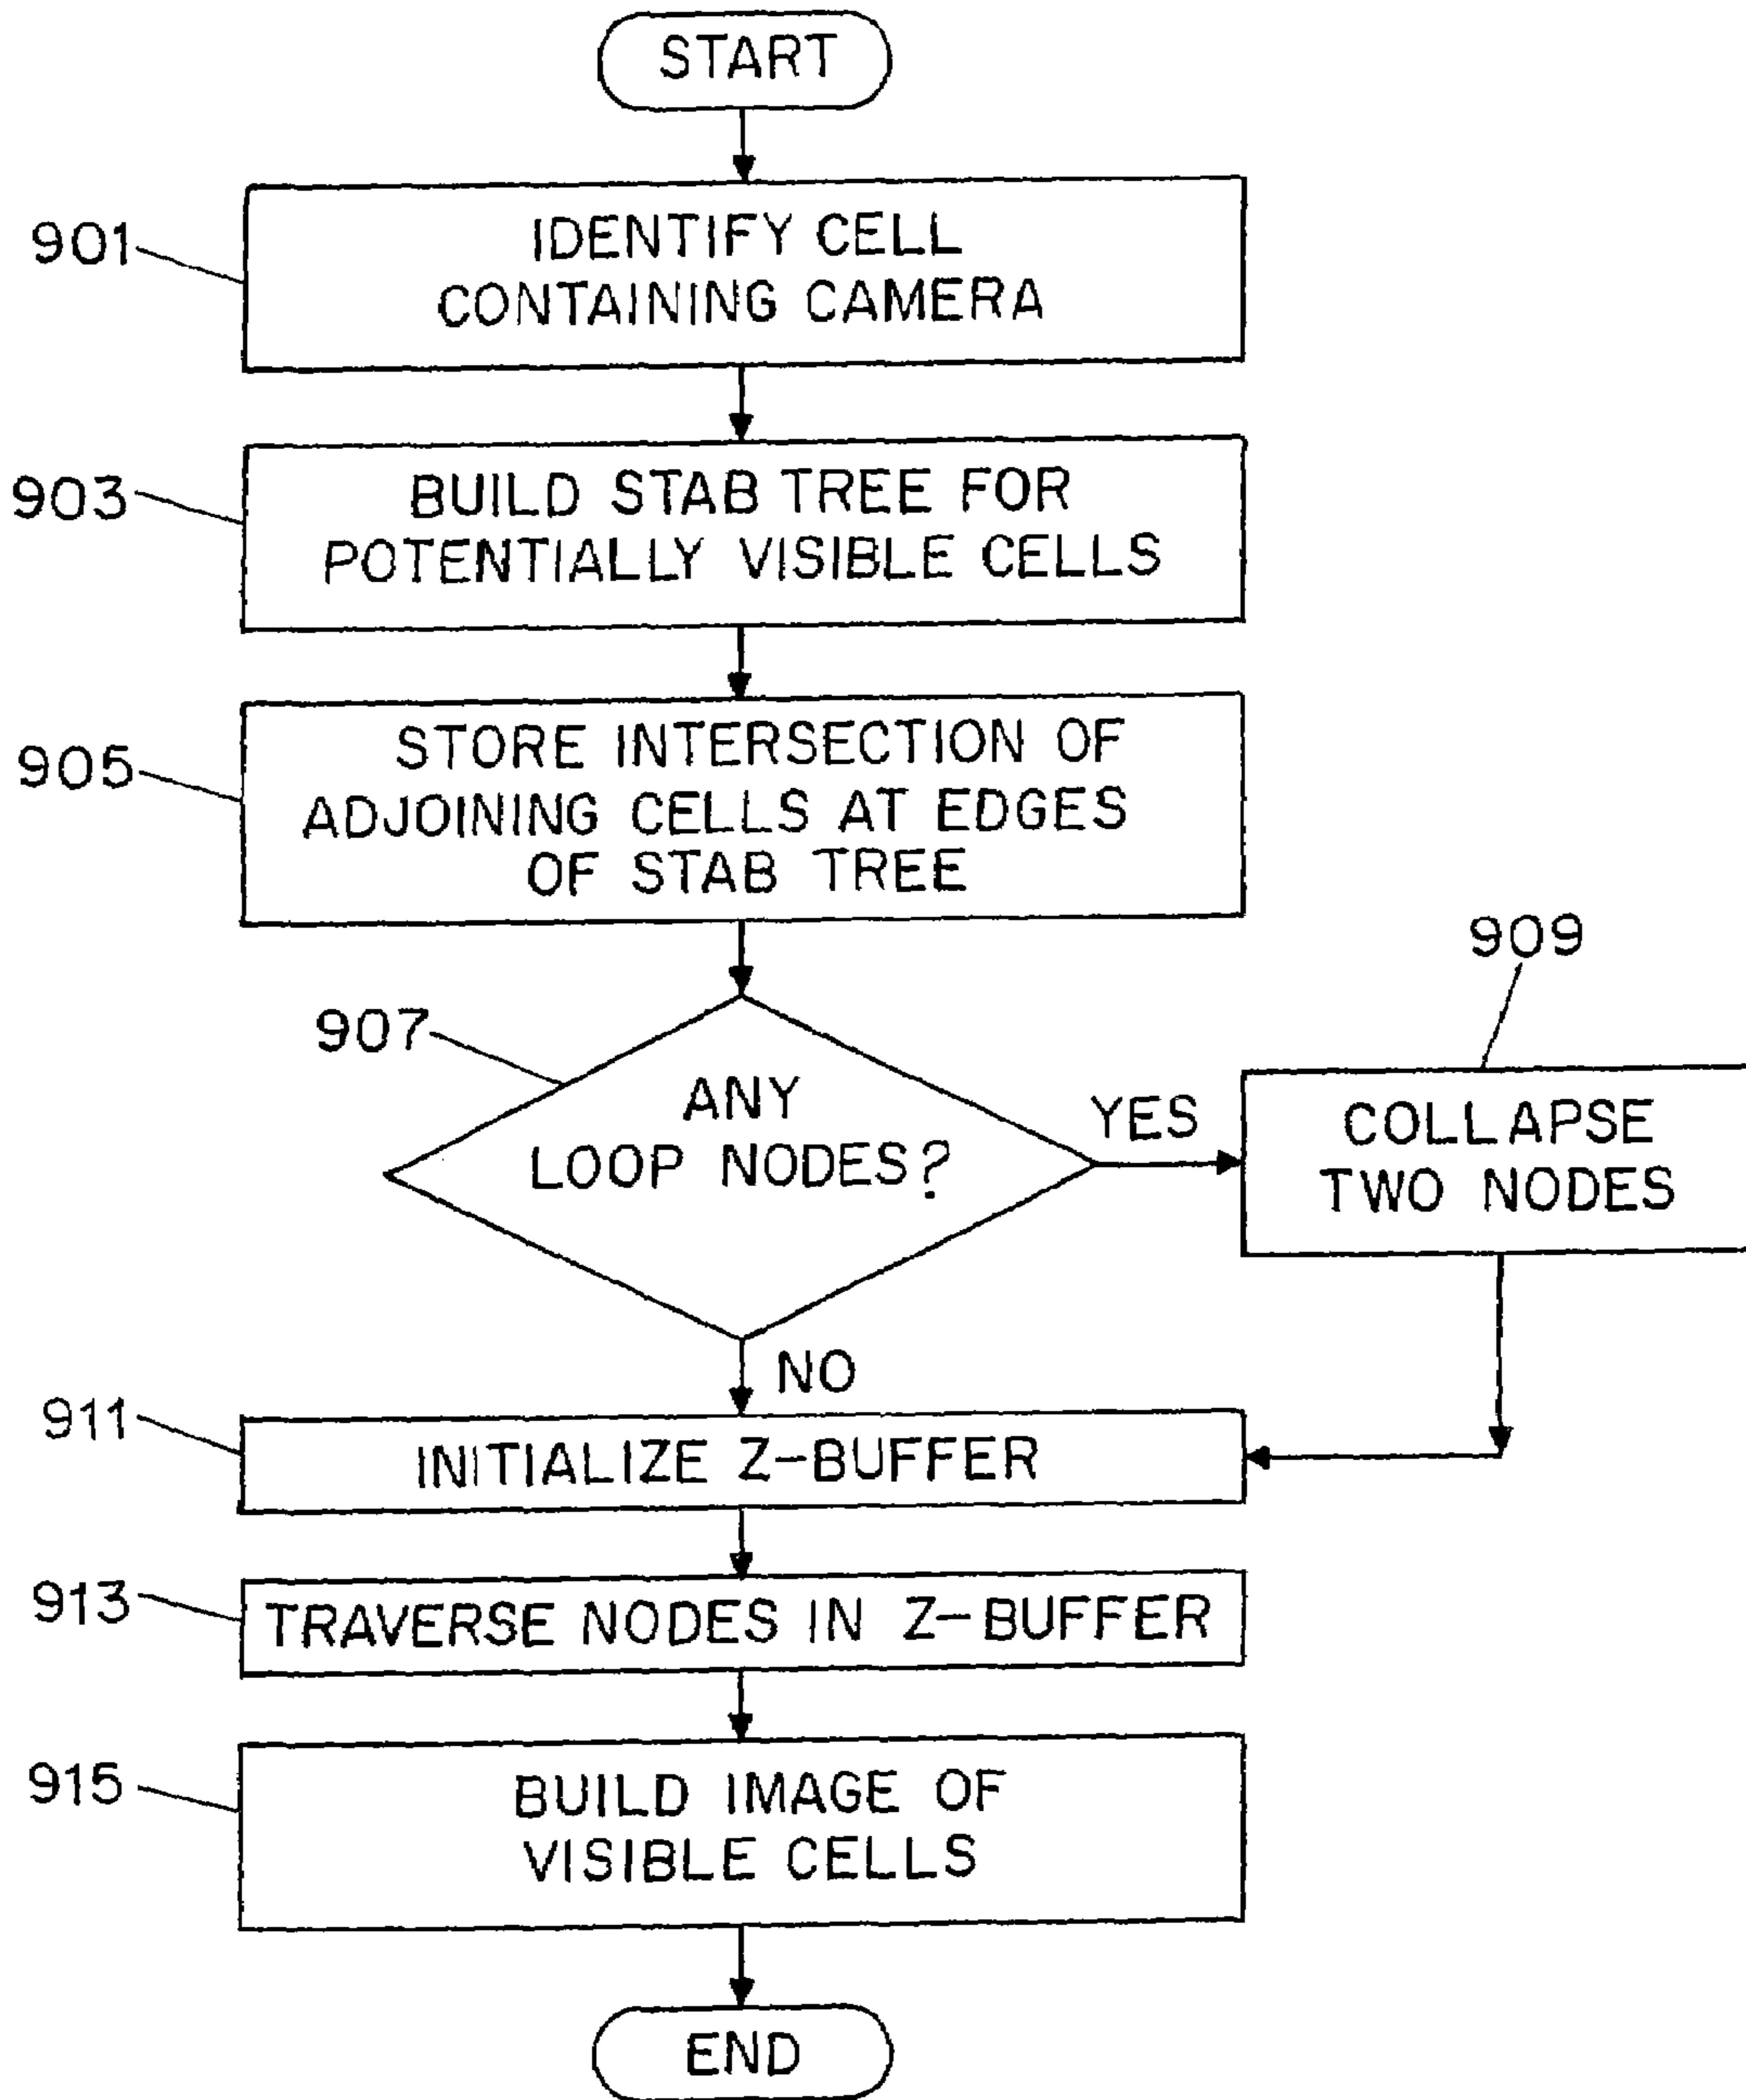 START
901
IDENTIFY CELL
CONTAINING CAMERA
903
BUILD STAB TREE FOR
POTENTIALLY VISIBLE CELLS
905
STORE INTERSECTION OF
ADJOINING CELLS AT EDGES
OF STAB TREE
907
ANY
LOOP NODES?
YES
909
COLLAPSE
TWO NODES
NO
911
INITIALIZE Z-BUFFER
913
TRAVERSE NODES IN Z-BUFFER
915
BUILD IMAGE OF
VISIBLE CELLS
END